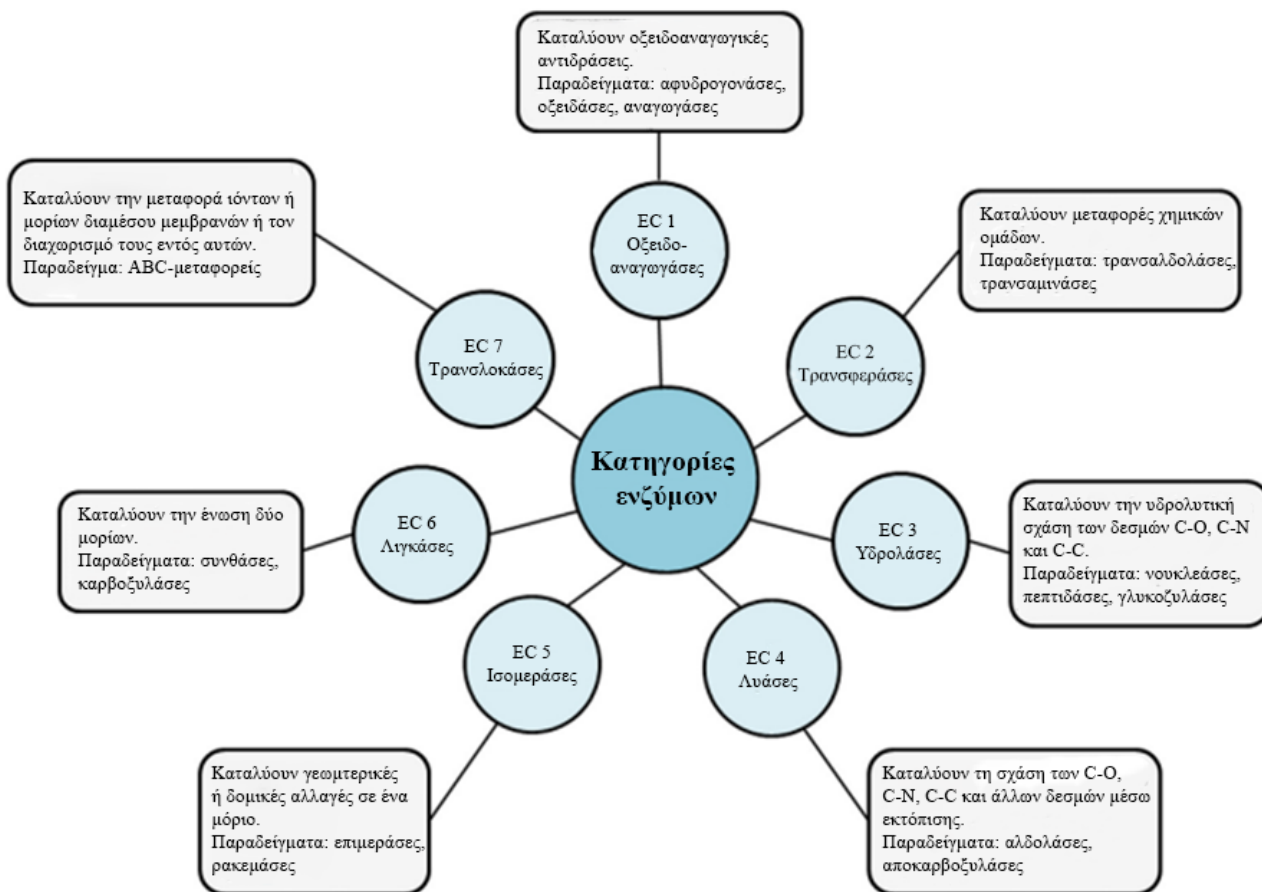 Καταλύουν οξειδοαναγωγικές
αντιδράσεις.
Παραδείγματα: αφυδρογονάσες,
οξειδάσες, αναγωγάσες
EC 1
Οξειδο-
αναγωγάσες
Καταλύουν μεταφορές χημικών
ομάδων.
Παραδείγματα: τρανσαλδολάσες,
τρανσαμινάσες
EC 2
Τρανσφεράσες
Καταλύουν την υδρολυτική
σχάση των δεσμών C-O, C-N
και C-C.
Παραδείγματα: νουκλεάσες,
πεπτιδάσες, γλυκοζυλάσες
EC 3
Υδρολάσες
Καταλύουν τη σχάση των C-O,
C-N, C-C και άλλων δεσμών μέσω
εκτόπισης.
Παραδείγματα: αλδολάσες,
αποκαρβοξυλάσες
EC 4
Λυάσες
Καταλύουν γεωμτερικές
ή δομικές αλλαγές σε ένα
μόριο.
Παραδείγματα: επιμεράσες,
ρακεμάσες
EC 5
Ισομεράσες
Καταλύουν την ένωση δύο
μορίων.
Παραδείγματα: συνθάσες,
καρβοξυλάσες
EC 6
Λιγκάσες
Καταλύουν την μεταφορά ιόντων ή
μορίων διαμέσου μεμβρανών ή τον
διαχωρισμό τους εντός αυτών.
Παραδείγμα: ABC-μεταφορείς
EC 7
Τρανσλοκάσες
Κατηγορίες
ενζύμων